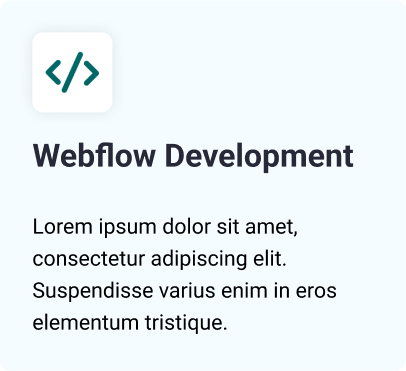 Webflow Development
Lorem ipsum dolor sit amet,
consectetur adipiscing elit.
Suspendisse varius enim in eros
elementum tristique.